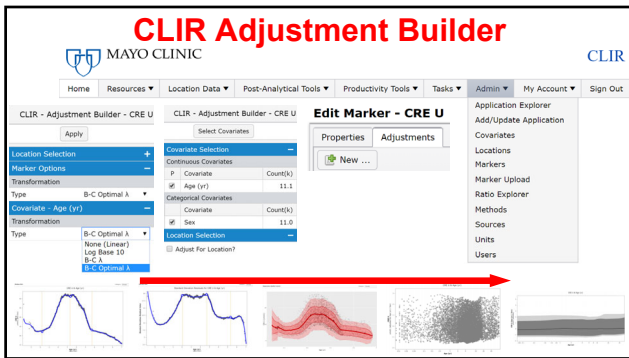 CLIR Adjustment Builder
MAYO CLINIC
CLIR
Home Resources ▼ Location Data ▼ Post-Analytical Tools ▼ Productivity Tools ▼ Tasks ▼ Admin ▼ My Account ▼ Sign Out
CLIR - Adjustment Builder - CRE U
Apply
Location Selection +
Marker Options −
Transformation
Type B-C Optimal λ ▼
Covariate - Age (yr) −
Transformation
Type B-C Optimal λ ▼
None (Linear)
Log Base 10
B-C λ
B-C Optimal λ
CLIR - Adjustment Builder - CRE U
Select Covariates
Covariate Selection −
Continuous Covariates
P Covariate Count(k)
Age (yr) 11.1
Categorical Covariates
Covariate Count(k)
Sex 11.0
Location Selection −
Adjust For Location?
Edit Marker - CRE U
Properties Adjustments
New ...
Application Explorer
Add/Update Application
Covariates
Locations
Markers
Marker Upload
Ratio Explorer
Methods
Sources
Units
Users